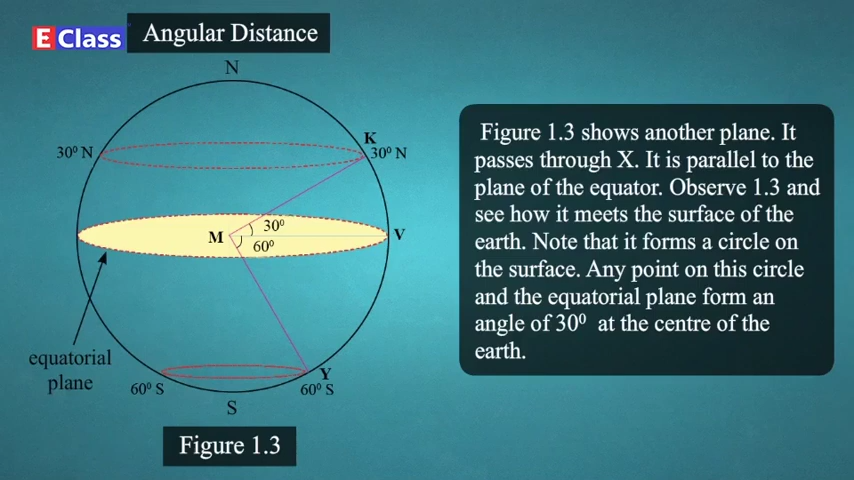 E Class
Angular Distance
N
K
30⁰ N
30⁰ N
30⁰
M
60⁰
V
equatorial
plane
Y
60⁰ S
60⁰ S
S
Figure 1.3
Figure 1.3 shows another plane. It
passes through X. It is parallel to the
plane of the equator. Observe 1.3 and
see how it meets the surface of the
earth. Note that it forms a circle on
the surface. Any point on this circle
and the equatorial plane form an
angle of 30⁰ at the centre of the
earth.